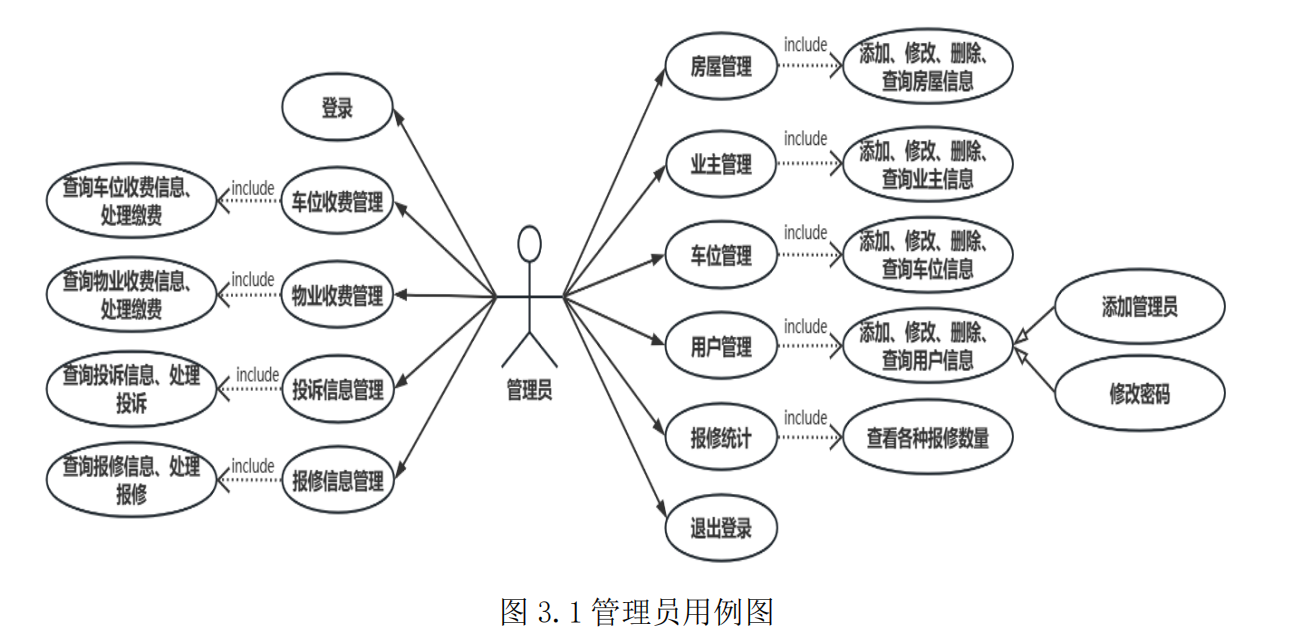 登录
查询车位收费信息、
处理缴费
include
车位收费管理
查询物业收费信息、
处理缴费
include
物业收费管理
查询投诉信息、处理
投诉
include
投诉信息管理
查询报修信息、处理
报修
include
报修信息管理
管理员
房屋管理
include
添加、修改、删除、
查询房屋信息
业主管理
include
添加、修改、删除、
查询业主信息
车位管理
include
添加、修改、删除、
查询车位信息
用户管理
include
添加、修改、删除、
查询用户信息
添加管理员
修改密码
报修统计
include
查看各种报修数量
退出登录
图 3.1 管理员用例图